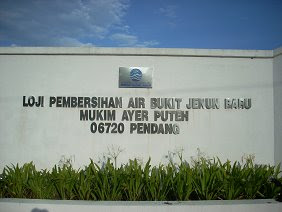 LOJI PEMBERSIHAN AIR BUKIT JENUN BARU
MUKIM AYER PUTEH
06720 PENDANG